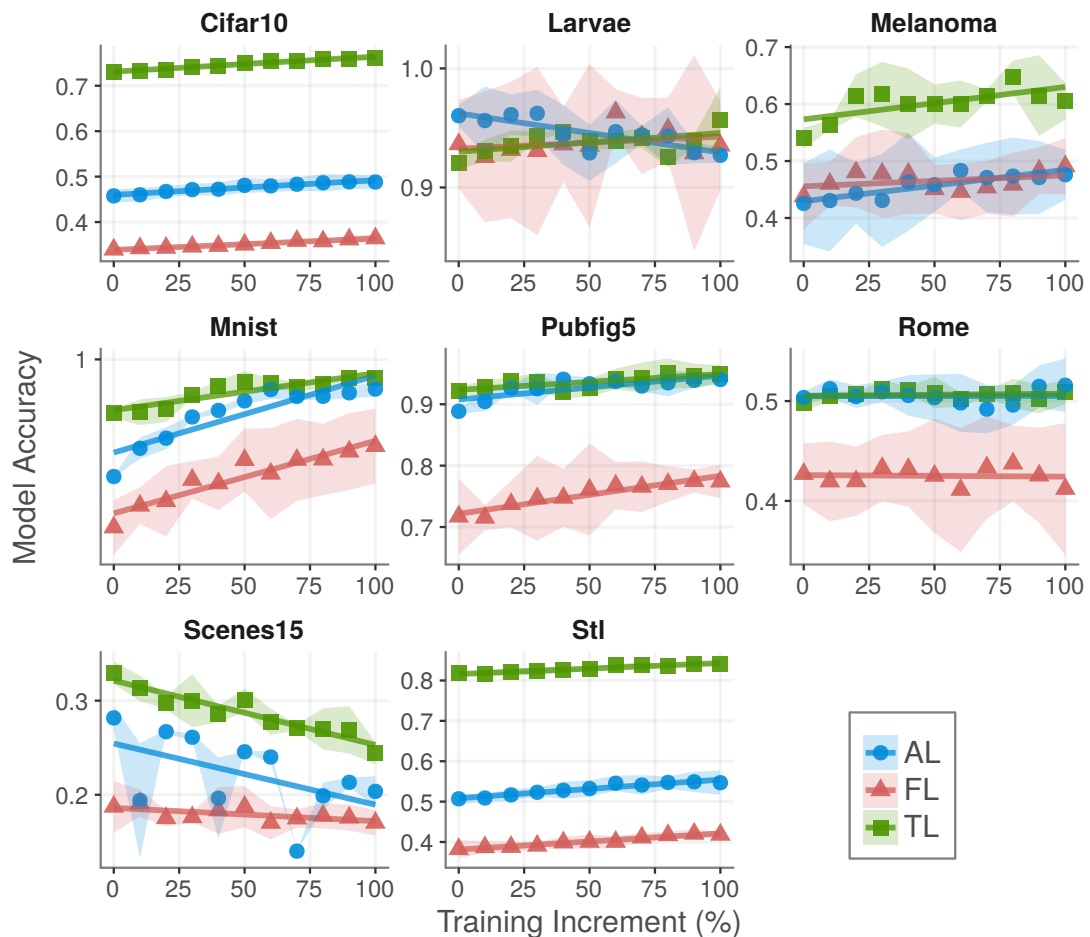 Cifar10
Larvae
Melanoma
0.7
0.6
0.5
0.4
0 25 50 75 100
1.0
0.9
0 25 50 75 100
0.7
0.6
0.5
0.4
0 25 50 75 100
Model Accuracy
Mnist
Pubfig5
Rome
1
0 25 50 75 100
0.9
0.8
0.7
0 25 50 75 100
0.5
0.4
0 25 50 75 100
Scenes15
Stl
0.3
0.2
0 25 50 75 100
0.8
0.7
0.6
0.5
0.4
0 25 50 75 100
AL
FL
TL
Training Increment (%)